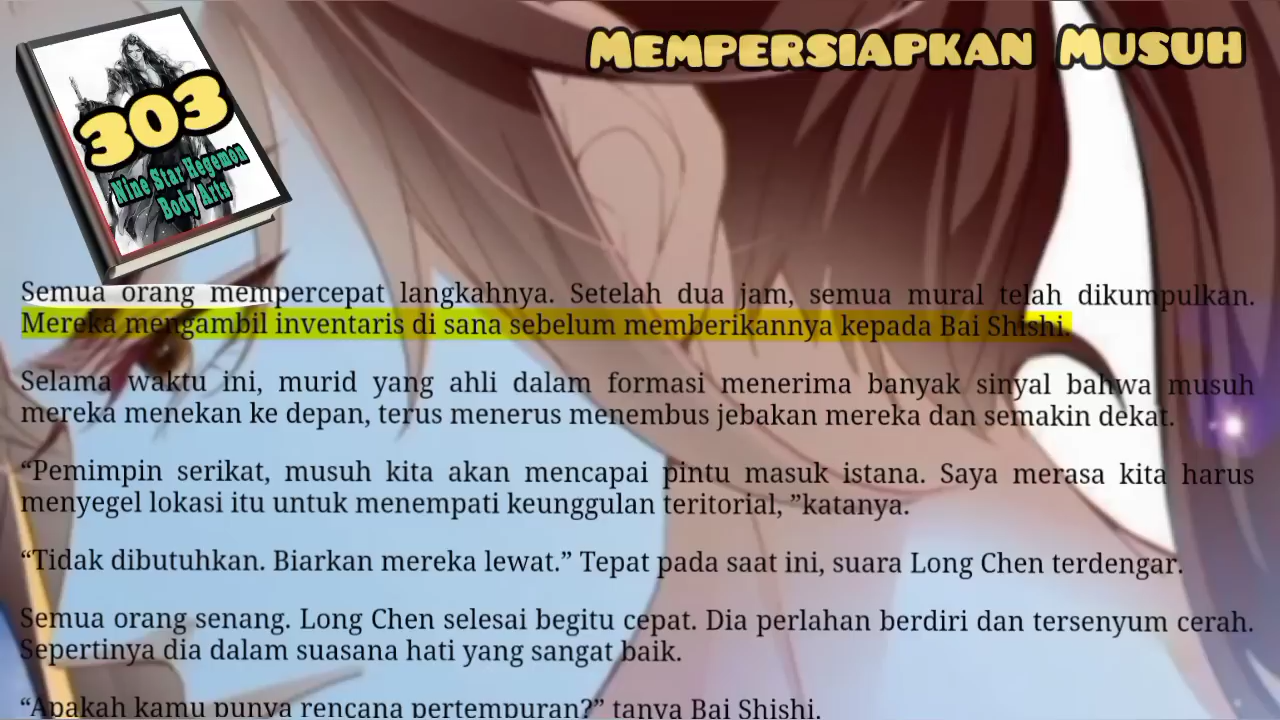 Mempersiapkan Musuh
303
Nine Star Hegemon
Body Arts
Semua orang mempercepat langkahnya. Setelah dua jam, semua mural telah dikumpulkan.
Mereka mengambil inventaris di sana sebelum memberikannya kepada Bai Shishi.
Selama waktu ini, murid yang ahli dalam formasi menerima banyak sinyal bahwa musuh
mereka menekan ke depan, terus menerus menembus jebakan mereka dan semakin dekat.
“Pemimpin serikat, musuh kita akan mencapai pintu masuk istana. Saya merasa kita harus
menyegel lokasi itu untuk menempati keunggulan teritorial, ”katanya.
“Tidak dibutuhkan. Biarkan mereka lewat.” Tepat pada saat ini, suara Long Chen terdengar.
Semua orang senang. Long Chen selesai begitu cepat. Dia perlahan berdiri dan tersenyum cerah.
Sepertinya dia dalam suasana hati yang sangat baik.
“Apakah kamu punya rencana pertempuran?” tanya Bai Shishi.